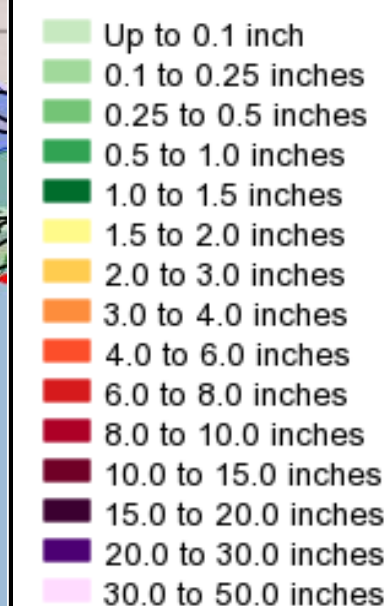 Up to 0.1 inch
0.1 to 0.25 inches
0.25 to 0.5 inches
0.5 to 1.0 inches
1.0 to 1.5 inches
1.5 to 2.0 inches
2.0 to 3.0 inches
3.0 to 4.0 inches
4.0 to 6.0 inches
6.0 to 8.0 inches
8.0 to 10.0 inches
10.0 to 15.0 inches
15.0 to 20.0 inches
20.0 to 30.0 inches
30.0 to 50.0 inches